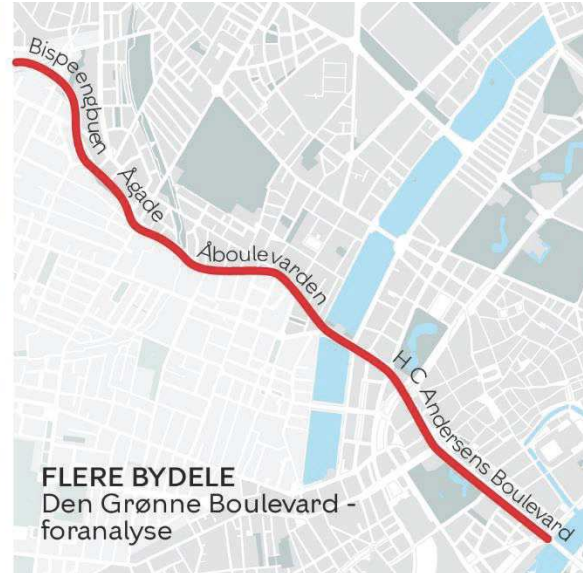 Bispeengbuen
Ågade
Åboulevarden
H C Andersens Boulevard
FLERE BYDELE
Den Grønne Boulevard -
foranalyse